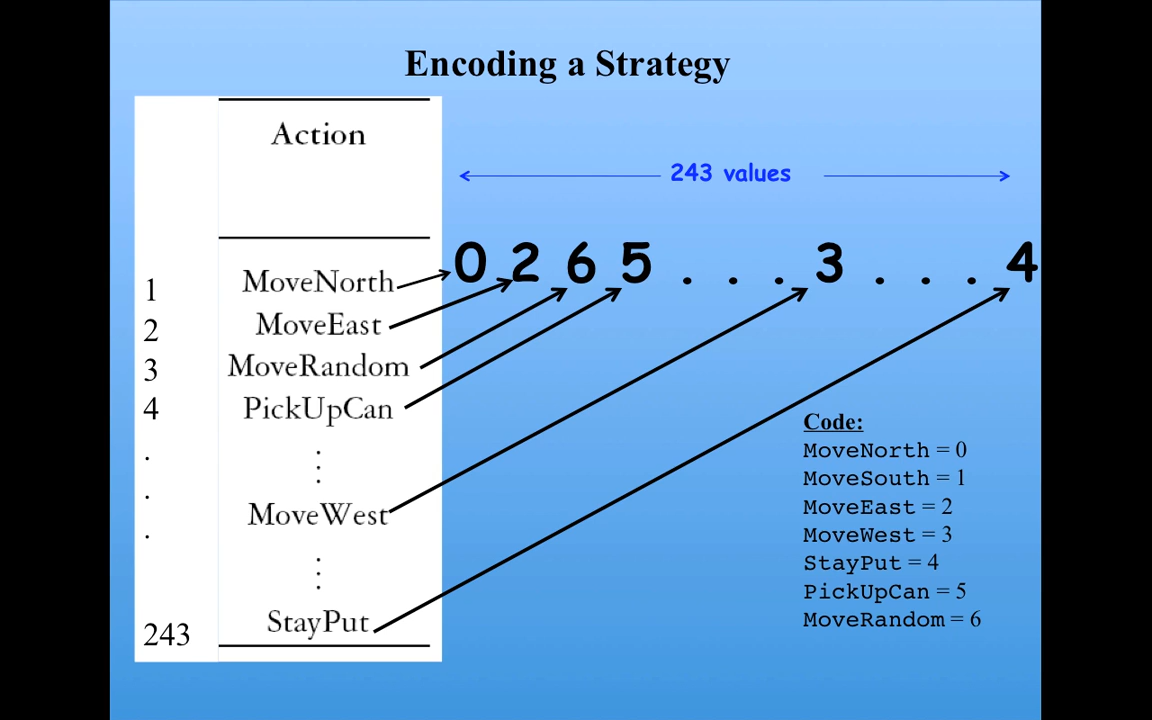 Encoding a Strategy
Action
243 values
0 2 6 5 . . . 3 . . . 4
1 MoveNorth
2 MoveEast
3 MoveRandom
4 PickUpCan
.
.
.
MoveWest
243 StayPut
Code:
MoveNorth = 0
MoveSouth = 1
MoveEast = 2
MoveWest = 3
StayPut = 4
PickUpCan = 5
MoveRandom = 6